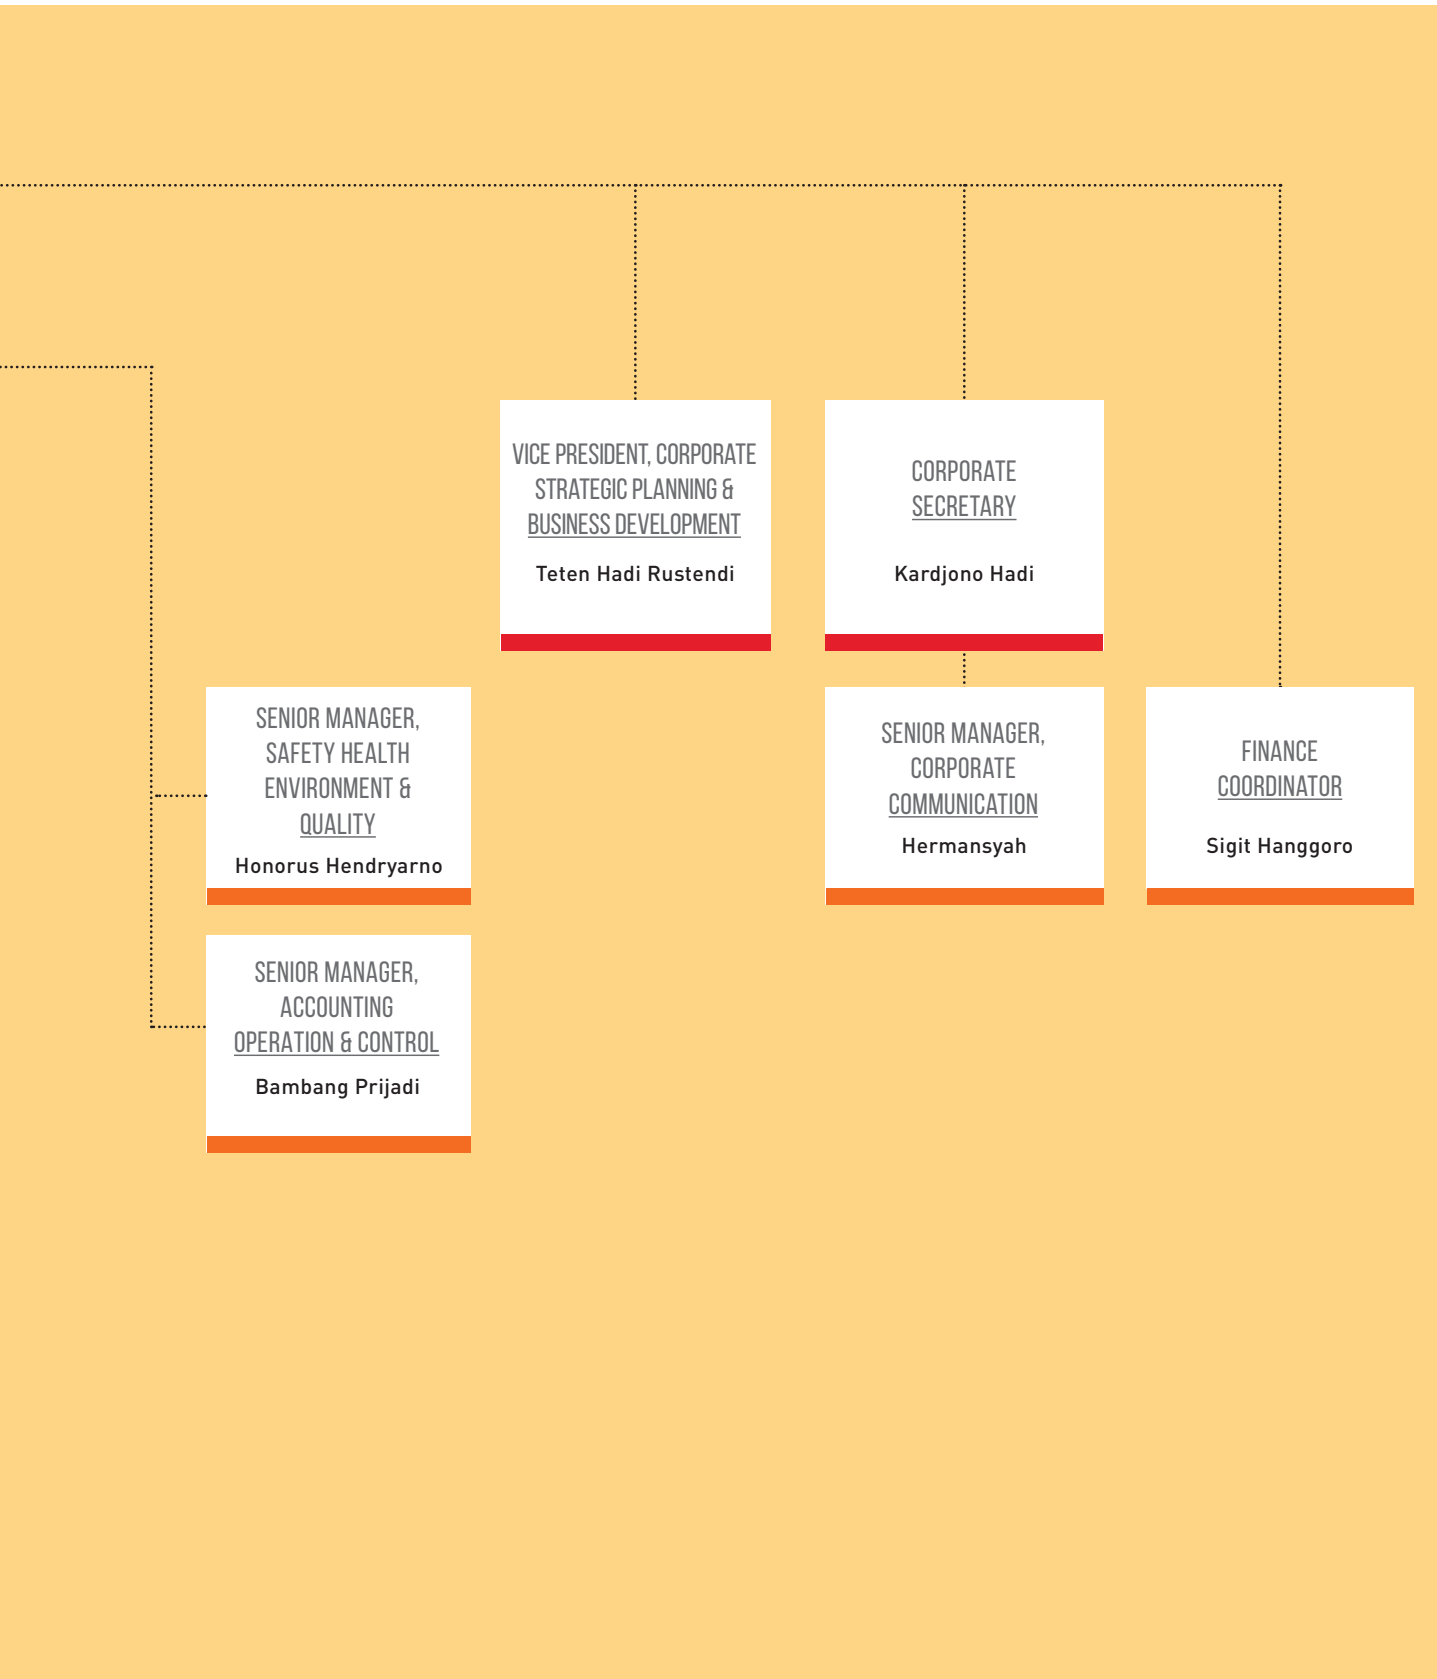 VICE PRESIDENT, CORPORATE
STRATEGIC PLANNING &
BUSINESS DEVELOPMENT
Teten Hadi Rustendi
CORPORATE
SECRETARY
Kardjono Hadi
SENIOR MANAGER,
SAFETY HEALTH
ENVIRONMENT &
QUALITY
Honorus Hendryarno
SENIOR MANAGER,
CORPORATE
COMMUNICATION
Hermansyah
FINANCE
COORDINATOR
Sigit Hanggoro
SENIOR MANAGER,
ACCOUNTING
OPERATION & CONTROL
Bambang Prijadi